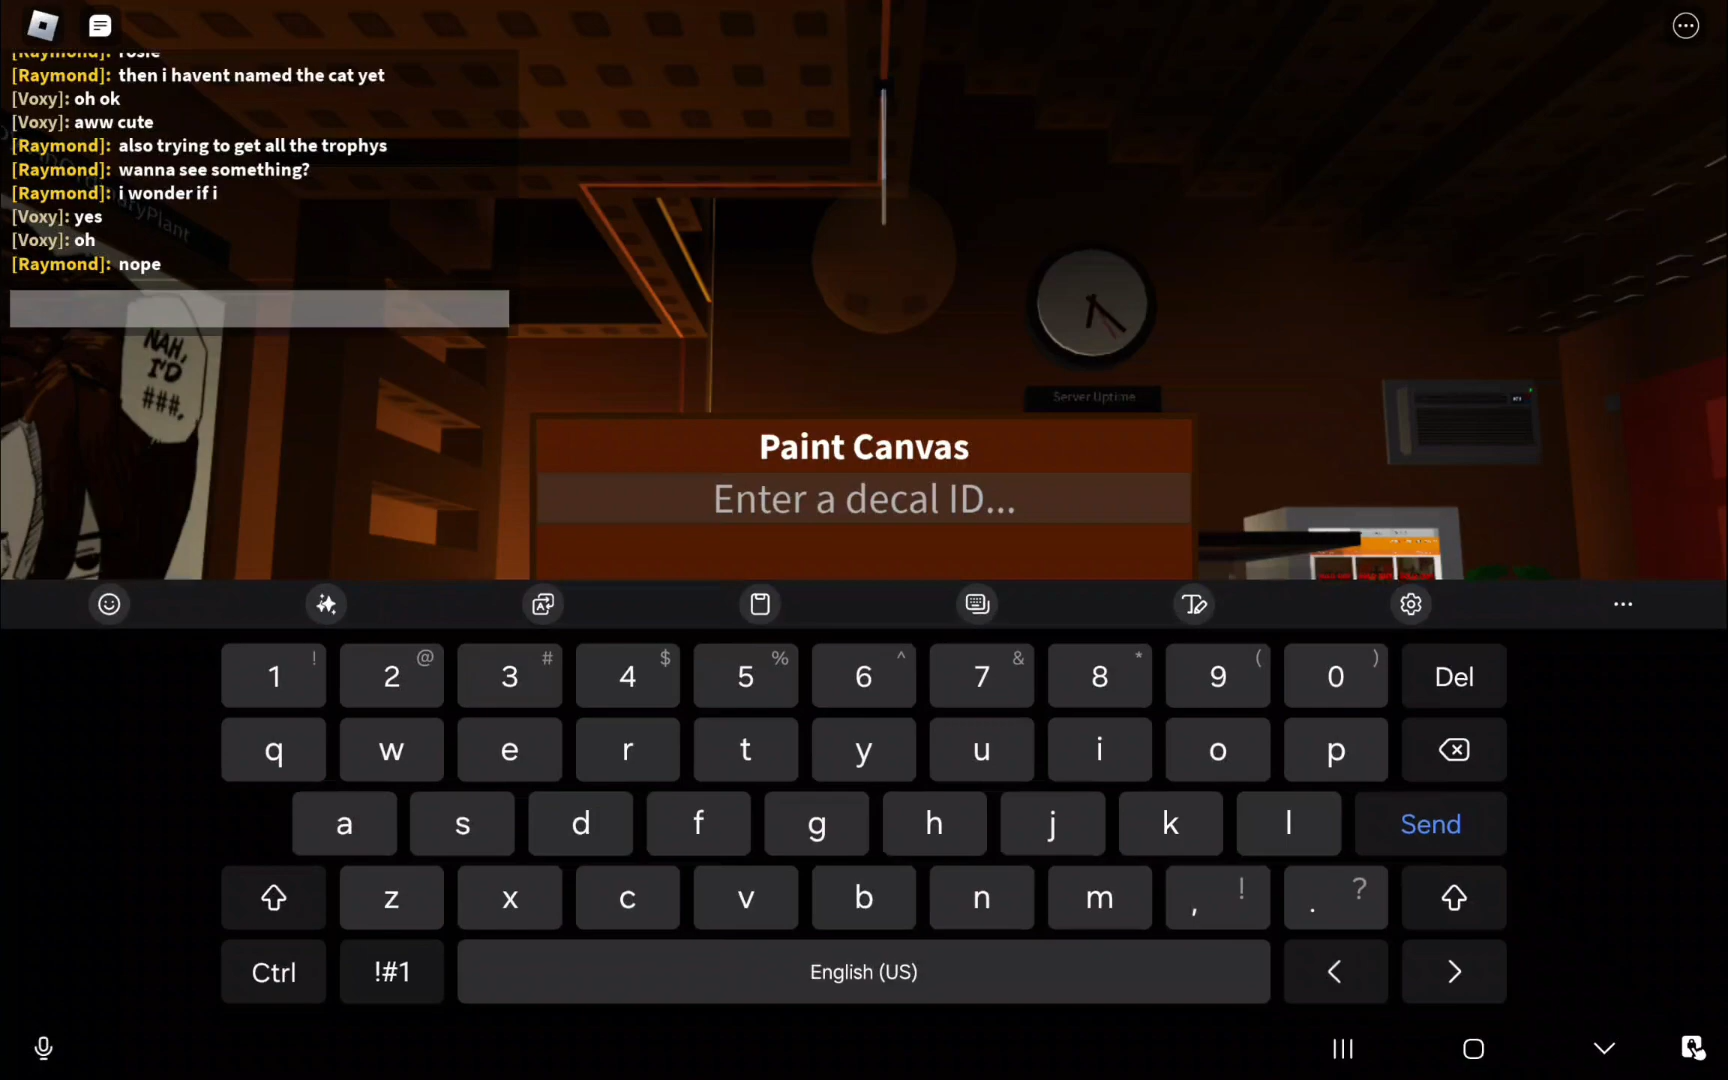 [Raymond]: rosie
[Raymond]: then i havent named the cat yet
[Voxy]: oh ok
[Voxy]: aww cute
[Raymond]: also trying to get all the trophys
[Raymond]: wanna see something?
[Raymond]: i wonder if i
[Voxy]: yes
[Voxy]: oh
[Raymond]: nope
NAH,
I'D
###,
Server Uptime
Paint Canvas
Enter a decal ID...
1 ! 2 @ 3 # 4 $ 5 % 6 ^ 7 & 8 * 9 ( 0 ) Del
q w e r t y u i o p
a s d f g h j k l Send
z x c v b n m , ! . ?
Ctrl !#1 English (US) < >